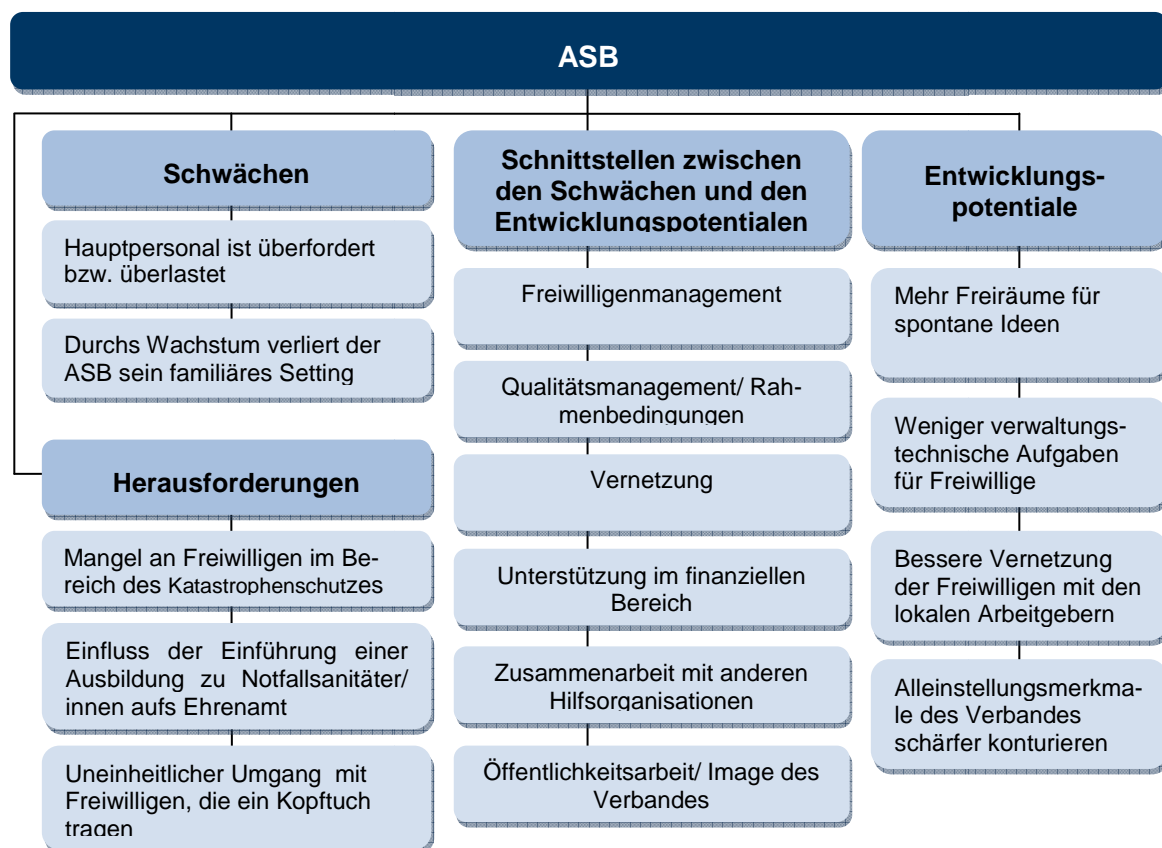 ASB
Schwächen
Hauptpersonal ist überfordert
bzw. überlastet
Durchs Wachstum verliert der
ASB sein familiäres Setting
Herausforderungen
Mangel an Freiwilligen im Be-
reich des Katastrophenschutzes
Einfluss der Einführung einer
Ausbildung zu Notfallsanitäter/
innen aufs Ehrenamt
Uneinheitlicher Umgang mit
Freiwilligen, die ein Kopftuch
tragen
Schnittstellen zwischen
den Schwächen und den
Entwicklungspotentialen
Freiwilligenmanagement
Qualitätsmanagement/ Rah-
menbedingungen
Vernetzung
Unterstützung im finanziellen
Bereich
Zusammenarbeit mit anderen
Hilfsorganisationen
Öffentlichkeitsarbeit/ Image des
Verbandes
Entwicklungs-
potentiale
Mehr Freiräume für
spontane Ideen
Weniger verwaltungs-
technische Aufgaben
für Freiwillige
Bessere Vernetzung
der Freiwilligen mit den
lokalen Arbeitgebern
Alleinstellungsmerkma-
le des Verbandes
schärfer konturieren